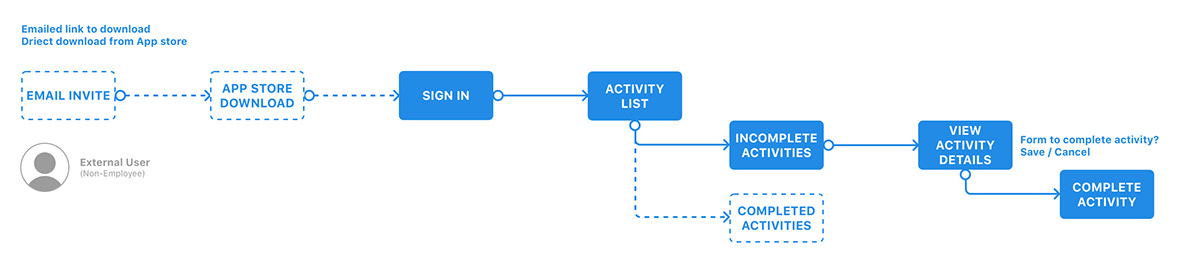 Emailed link to download
Driect download from App store
EMAIL INVITE
APP STORE
DOWNLOAD
SIGN IN
ACTIVITY
LIST
External User
(Non-Employee)
INCOMPLETE
ACTIVITIES
VIEW
ACTIVITY
DETAILS
Form to complete activity?
Save / Cancel
COMPLETED
ACTIVITIES
COMPLETE
ACTIVITY